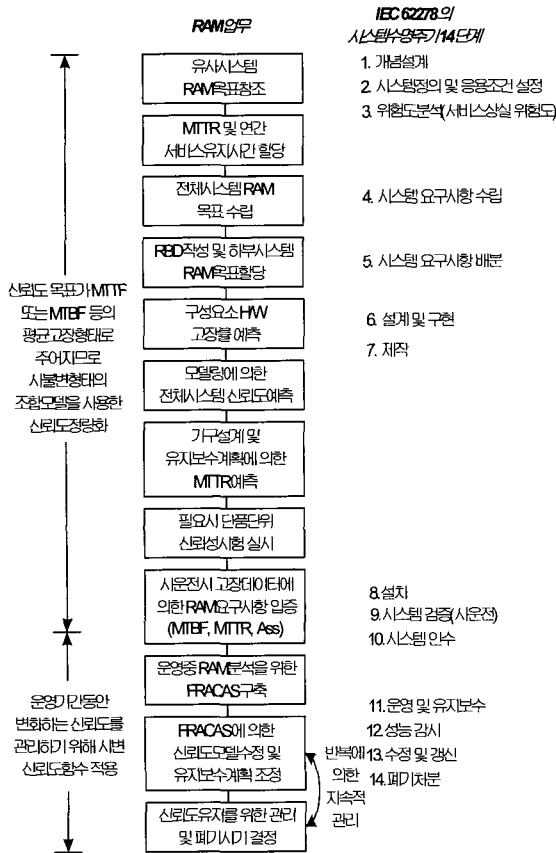 RAM업무
IEC 62278의
시스템수명주기 14단계
유사시스템
RAM목표창조
MTTR 및 연간
서비스유지시간 할당
전체시스템 RAM
목표 수립
RBD작성 및 하부시스템
RAM목표할당
구성요소 H/W
고장률 예측
모델링에 의한
전체시스템 신뢰도예측
기구설계 및
유지보수계획에 의한
MTTR예측
필요시 단품단위
신뢰성시험 실시
시운전시 고장데이터에
의한 RAM요구사항 입증
(MTBF, MTTR, Ass)
운영중 RAM분석을 위한
FRACAS구축
FRACAS에 의한
신뢰도모델수정 및
유지보수계획 조정
신뢰도유지를 위한 관리
및 폐기시기 결정
신뢰도 목표가 MTTF
또는 MTBF 등의
평균고장형태로
주어지므로
시불변형태의
조합모델을 사용한
신뢰도정량화
운영기간동안
변화하는 신뢰도를
관리하기 위해 시변
신뢰도함수 적용
1. 개념설계
2. 시스템정의 및 응용조건 설정
3. 위험도분석(서비스상실 위험도)
4. 시스템 요구사항 수립
5. 시스템 요구사항 배분
6. 설계 및 구현
7. 제작
8.설치
9.시스템 검증(시운전)
10.시스템 인수
11.운영 및 유지보수
12.성능 감시
13.수정 및 갱신
14.폐기처분
반복에
의한
지속적
관리